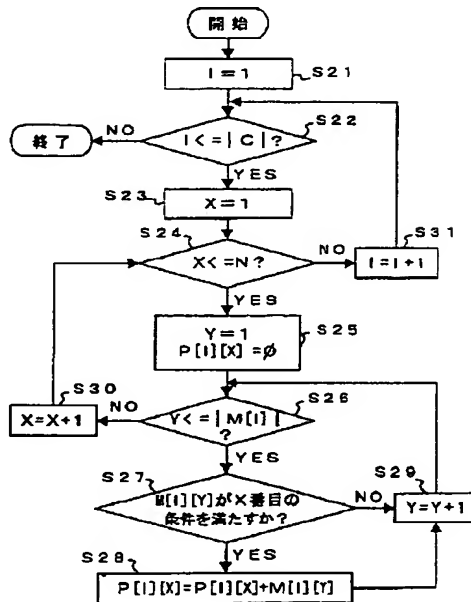 開始
I=1
S21
I<=|C|?
S22
NO
終了
YES
S23
X=1
S24
X<=N?
NO
S31
I=I+1
YES
Y=1
P[I][X]=φ
S25
S30
X=X+1
NO
Y<=|M[I]|
?
S26
YES
S27
M[I][Y]がX番目の
条件を満たすか?
NO
S29
Y=Y+1
YES
S28
P[I][X]=P[I][X]+M[I][Y]